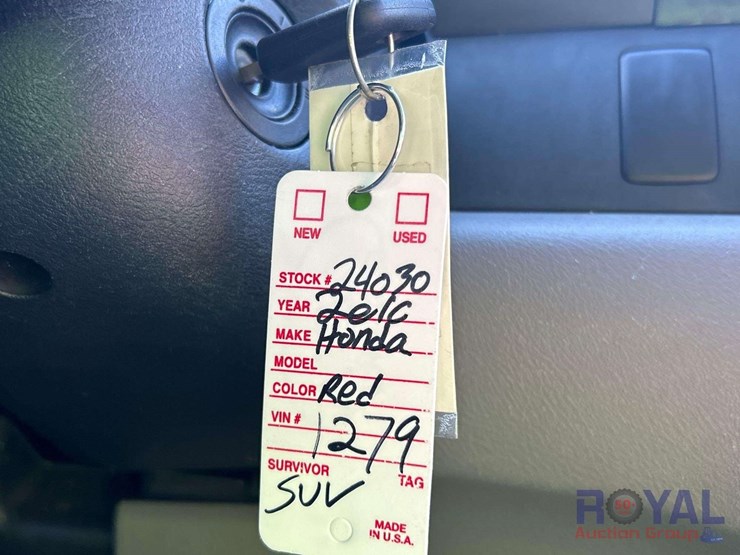 NEW USED
STOCK # 24030
YEAR
MAKE Honda
MODEL
COLOR Red
VIN # 1279
SURVIVOR TAG
SUV
MADE
IN U.S.A.
ROYAL
Auction Group